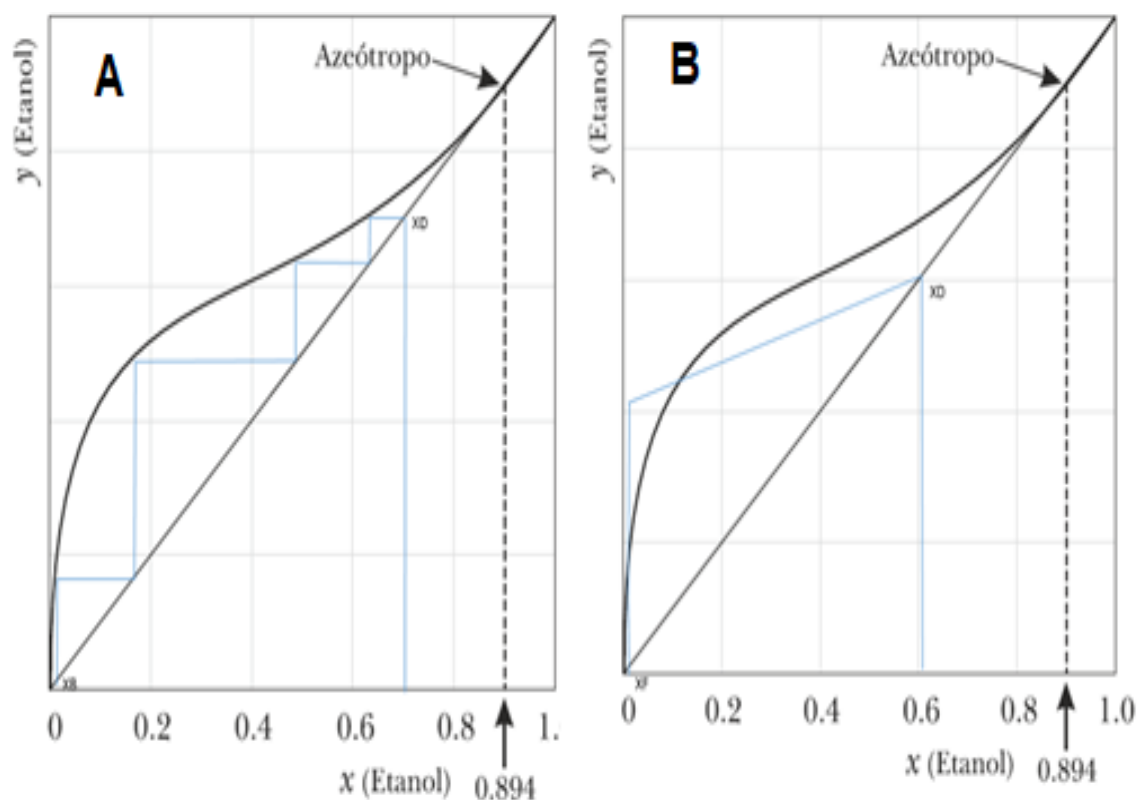 A
Azeótropo
y (Etanol)
XD
XB
0 0.2 0.4 0.6 0.8 1.
x (Etanol) 0.894
B
Azeótropo
y (Etanol)
XD
XF
0 0.2 0.4 0.6 0.8 1.0
x (Etanol) 0.894